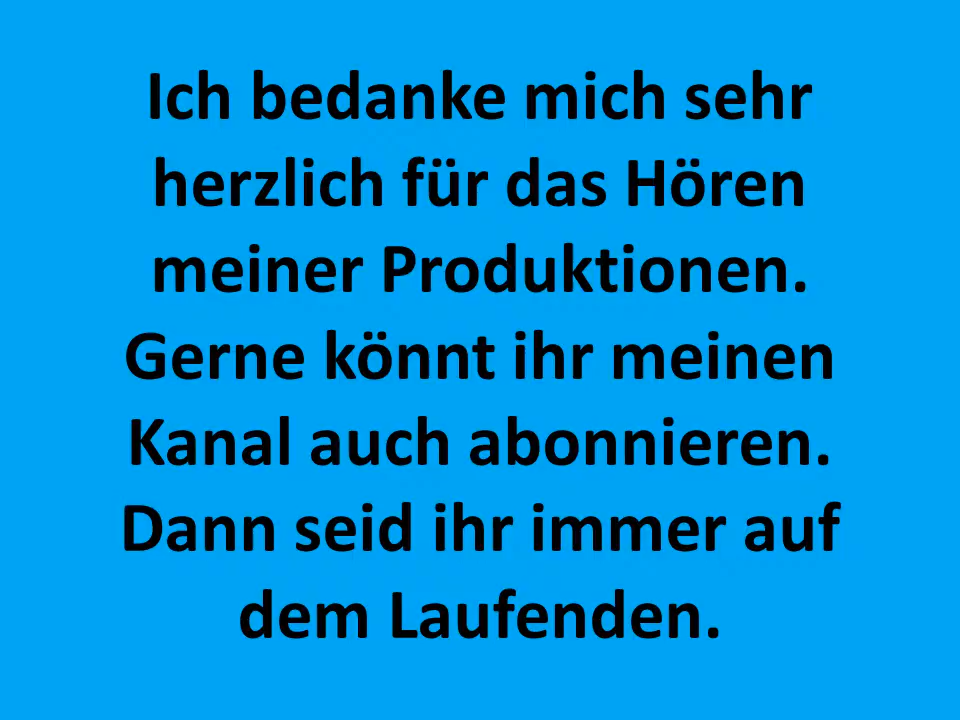 Ich bedanke mich sehr
herzlich für das Hören
meiner Produktionen.
Gerne könnt ihr meinen
Kanal auch abonnieren.
Dann seid ihr immer auf
dem Laufenden.